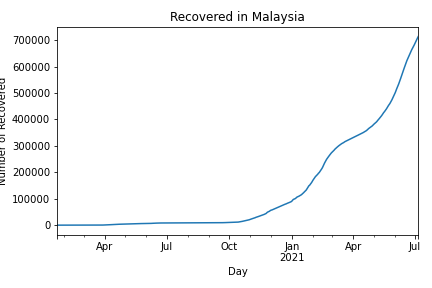 Recovered in Malaysia
Number of Recovered
700000
600000
500000
400000
300000
200000
100000
0
Apr Jul Oct Jan Apr Jul
2021
Day